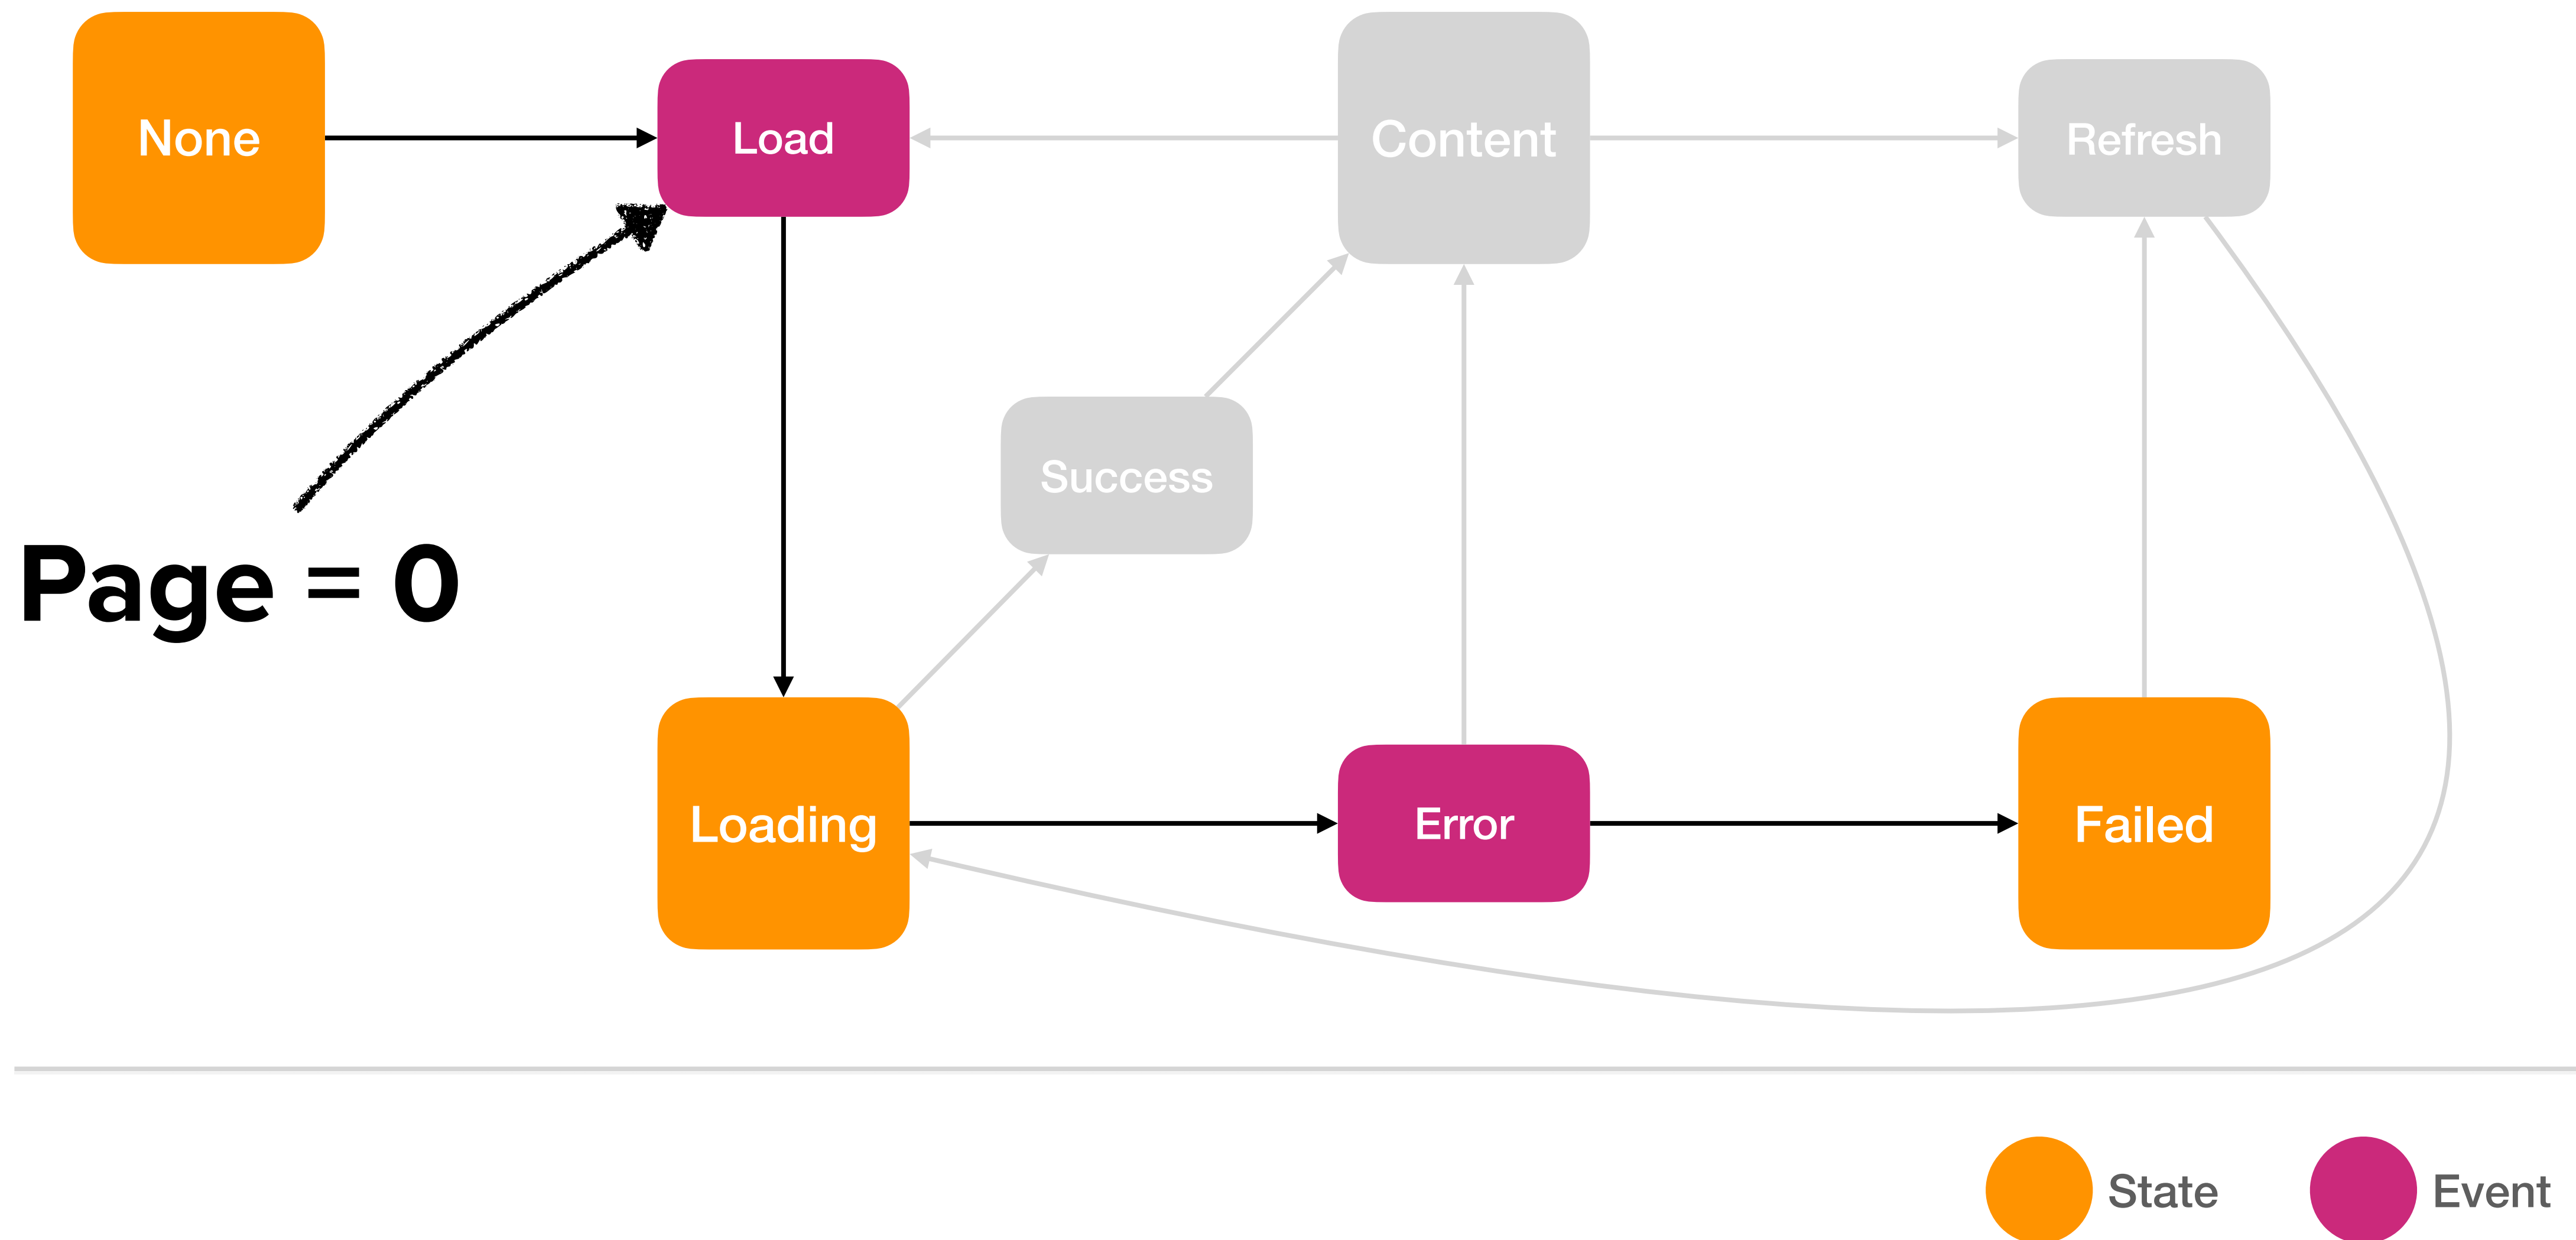 None
Load
Content
Refresh
Success
Page = 0
Loading
Error
Failed
State
Event